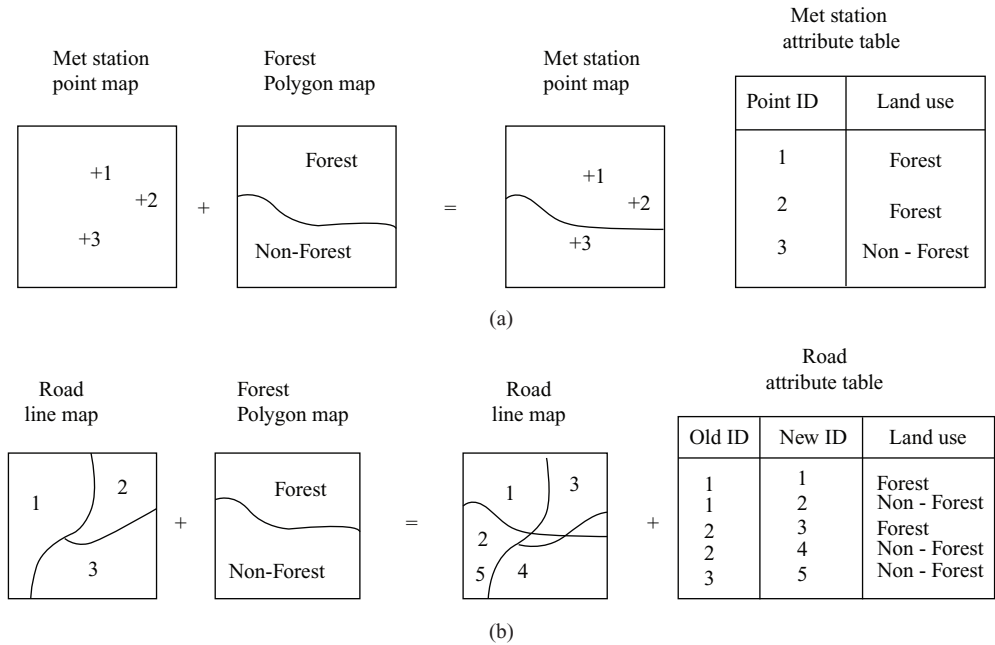 Met station
point map
Forest
Polygon map
Met station
point map
Met station
attribute table
+1
+2
+3
+
Forest
Non-Forest
=
+1
+2
+3
Point ID Land use
1 Forest
2 Forest
3 Non - Forest
(a)
Road
line map
Forest
Polygon map
Road
line map
Road
attribute table
1
2
3
+
Forest
Non-Forest
=
1
3
2
5
4
+
Old ID New ID Land use
1 1 Forest
1 2 Non - Forest
2 3 Forest
2 4 Non - Forest
3 5 Non - Forest
(b)